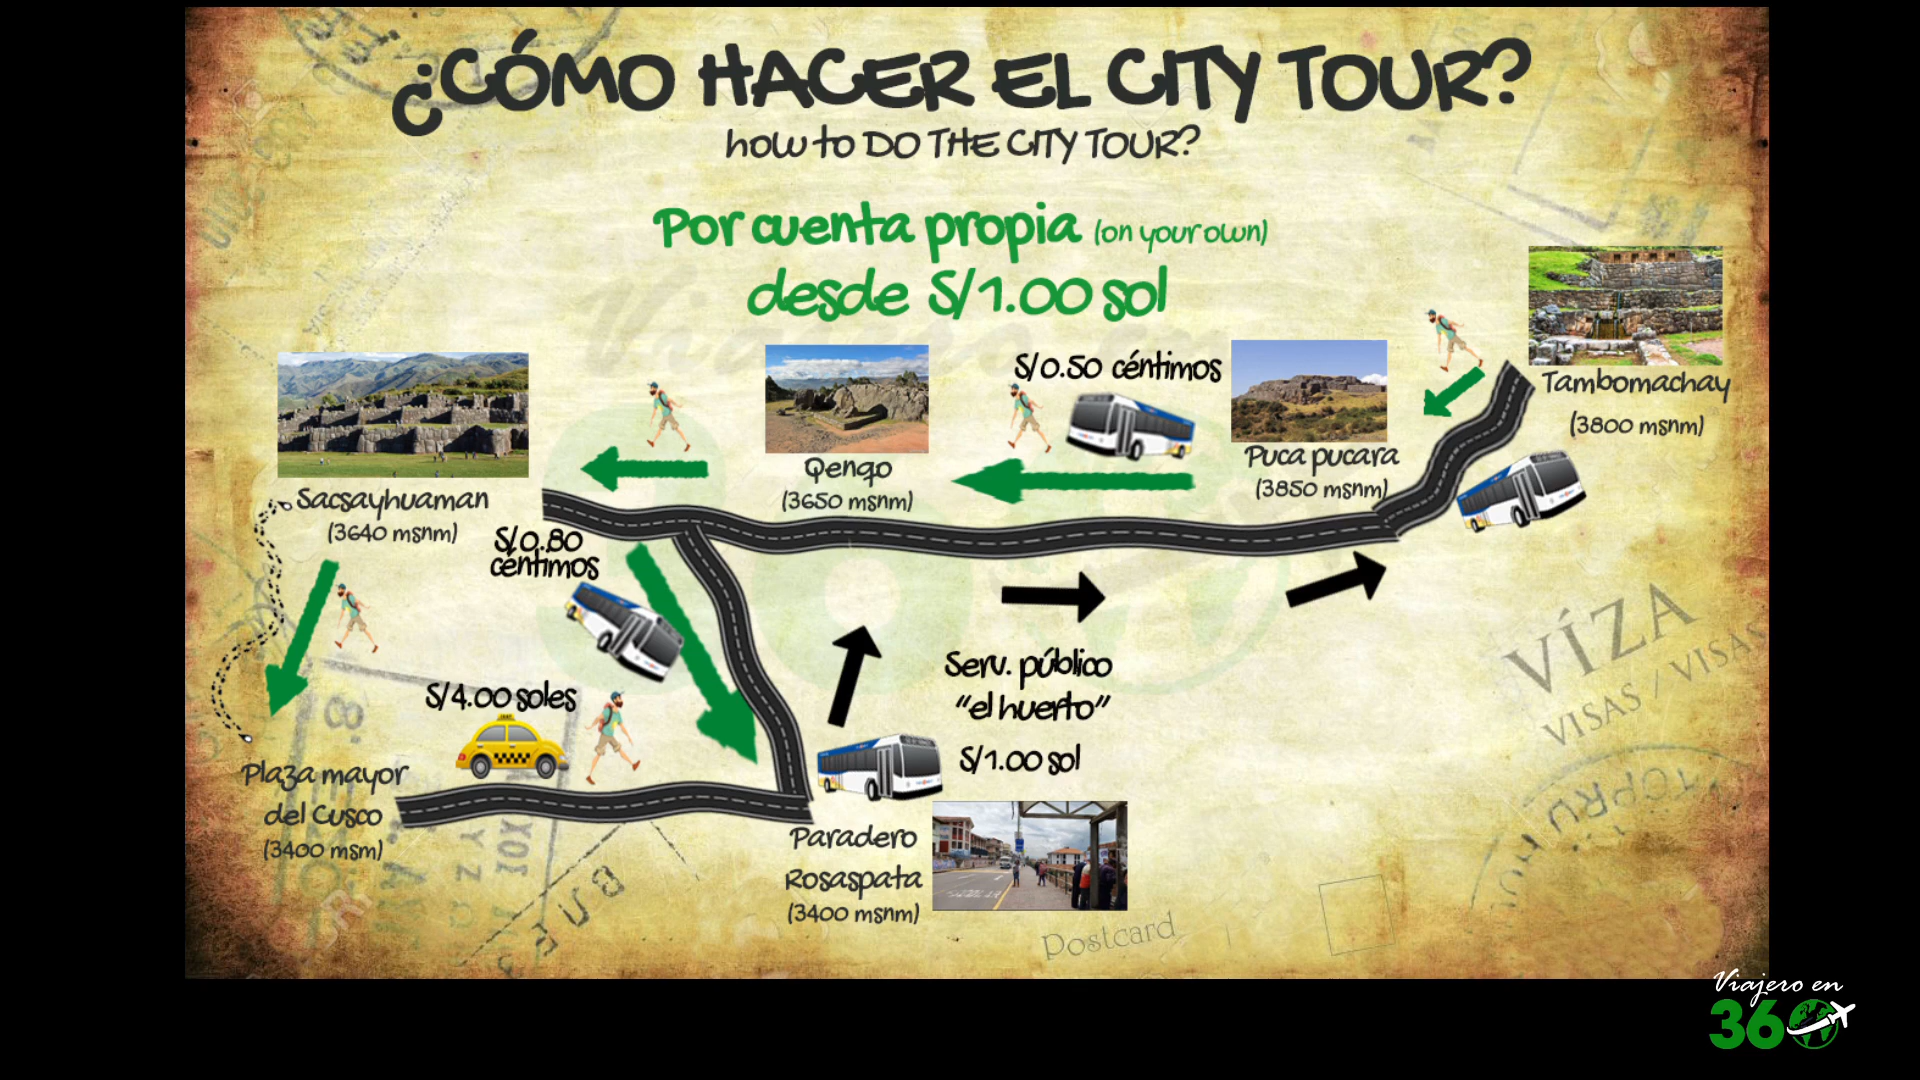 ¿CÓMO HACER EL CITY TOUR?
how to DO THE CITY TOUR?
Por cuenta propia (on your own)
desde S/1.00 sol
Tambomachay
(3800 msnm)
S/0.50 céntimos
Puca pucara
(3850 msnm)
Qenqo
(3650 msnm)
Sacsayhuaman
(3640 msnm)
S/0.80
céntimos
Serv. público
"el huerto"
S/1.00 sol
S/4.00 soles
Plaza mayor
del Cusco
(3400 msm)
Paradero
Rosaspata
(3400 msnm)
VÍZA
VISAS / VISAS
Postcard
Viajero en
360